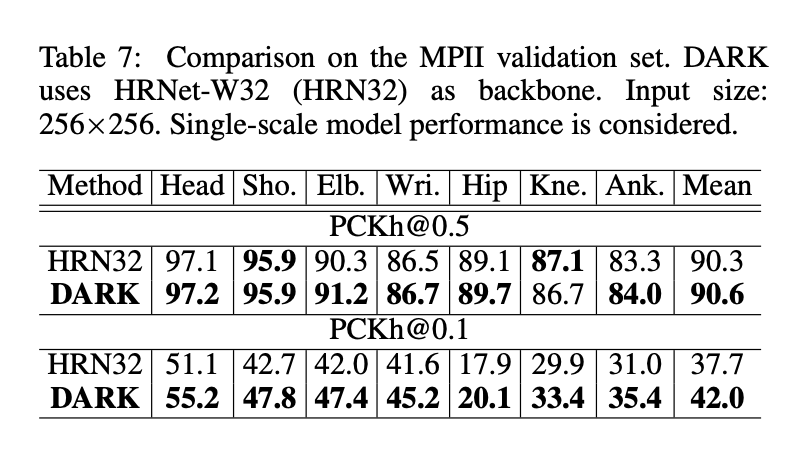 Table 7: Comparison on the MPII validation set. DARK
uses HRNet-W32 (HRN32) as backbone. Input size:
256×256. Single-scale model performance is considered.
Method Head Sho. Elb. Wri. Hip Kne. Ank. Mean
PCKh@0.5
HRN32 97.1 95.9 90.3 86.5 89.1 87.1 83.3 90.3
DARK 97.2 95.9 91.2 86.7 89.7 86.7 84.0 90.6
PCKh@0.1
HRN32 51.1 42.7 42.0 41.6 17.9 29.9 31.0 37.7
DARK 55.2 47.8 47.4 45.2 20.1 33.4 35.4 42.0